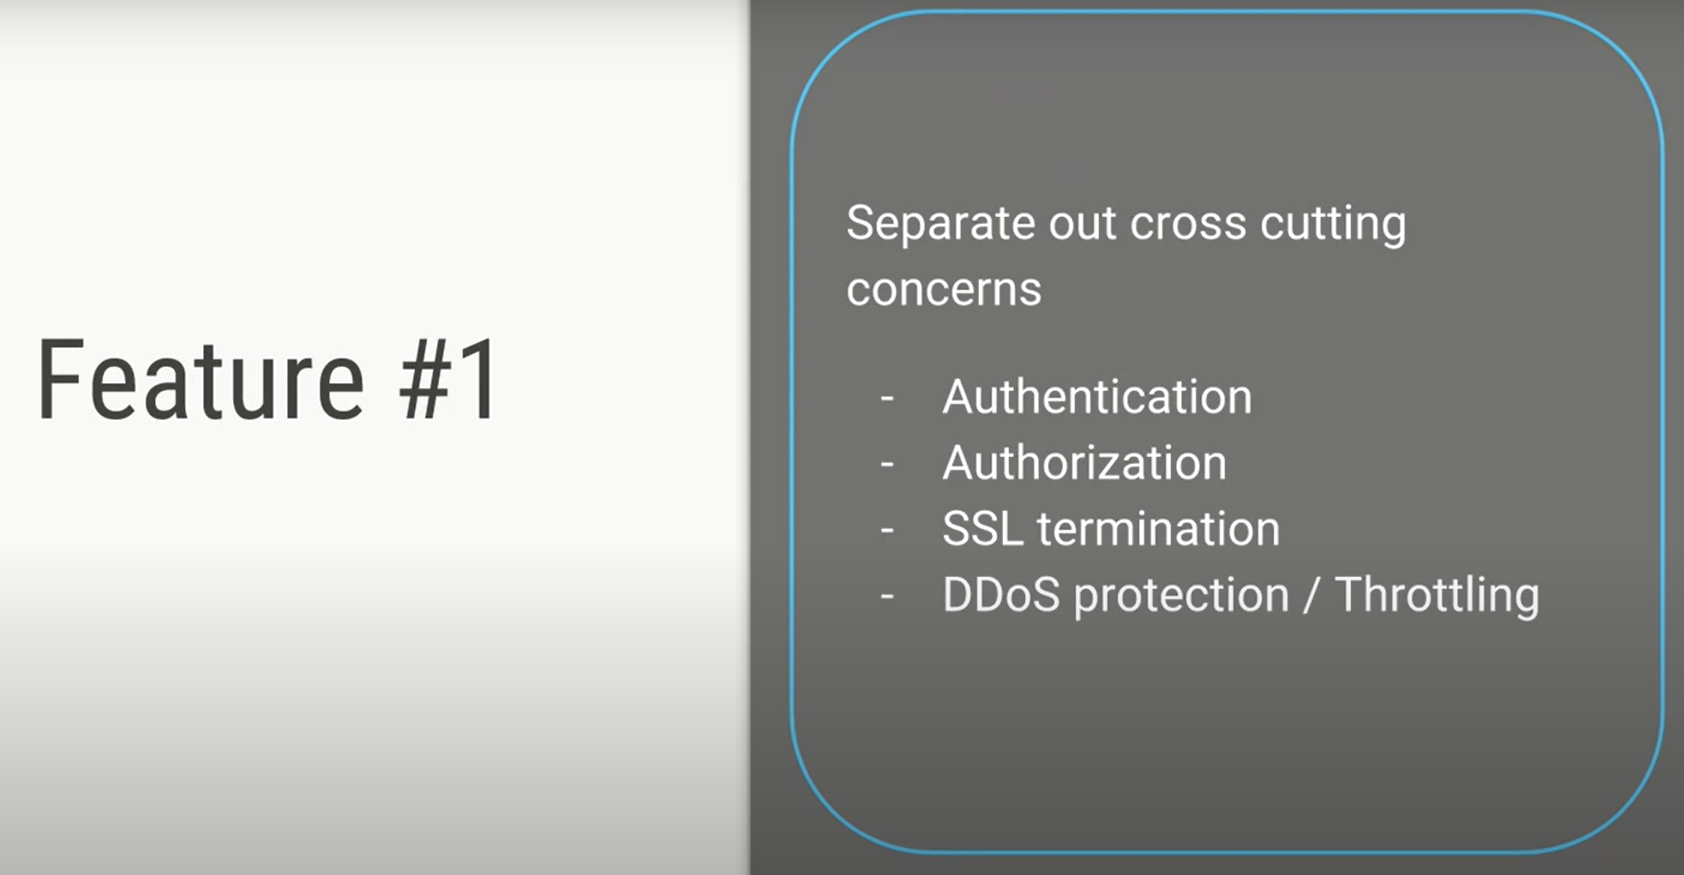 Feature #1
Separate out cross cutting
concerns
- Authentication
- Authorization
- SSL termination
- DDoS protection / Throttling